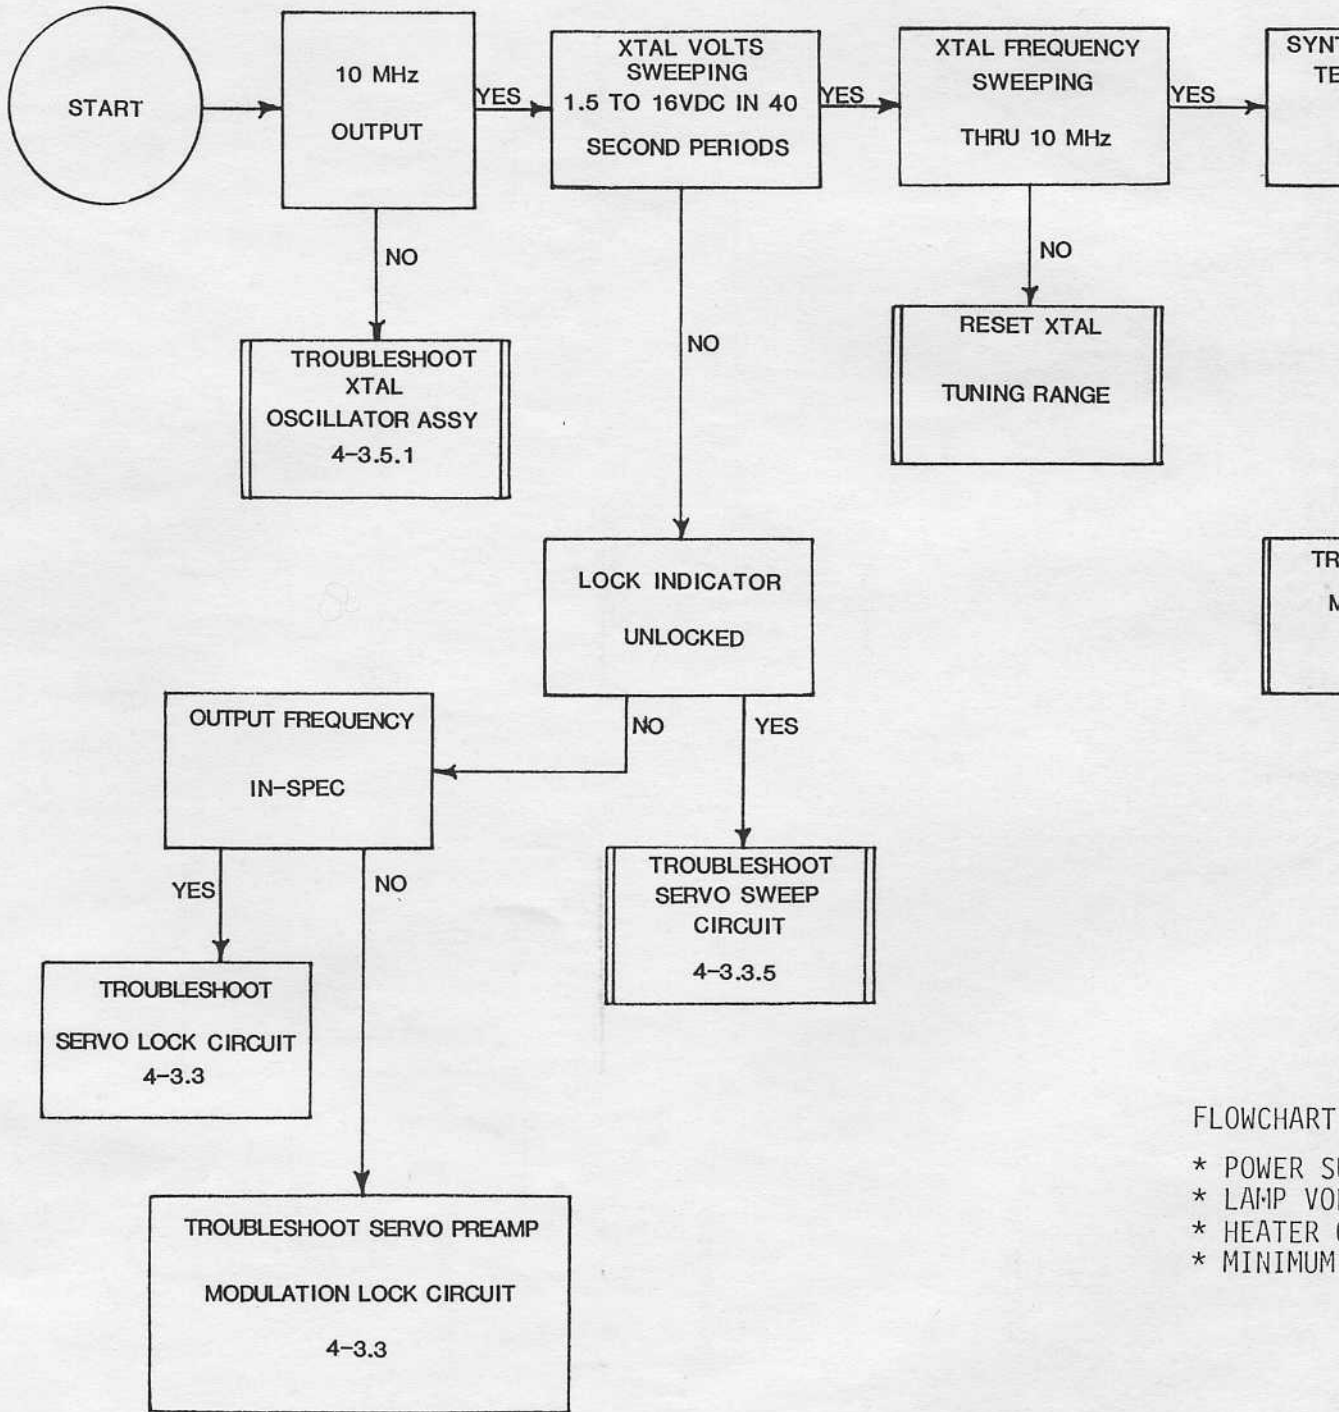 START
10 MHz
OUTPUT
YES
XTAL VOLTS
SWEEPING
1.5 TO 16VDC IN 40
SECOND PERIODS
YES
XTAL FREQUENCY
SWEEPING
THRU 10 MHz
YES
NO
TROUBLESHOOT
XTAL
OSCILLATOR ASSY
4-3.5.1
NO
NO
RESET XTAL
TUNING RANGE
LOCK INDICATOR
UNLOCKED
NO
YES
OUTPUT FREQUENCY
IN-SPEC
YES
NO
TROUBLESHOOT
SERVO SWEEP
CIRCUIT
4-3.3.5
TROUBLESHOOT
SERVO LOCK CIRCUIT
4-3.3
TROUBLESHOOT SERVO PREAMP
MODULATION LOCK CIRCUIT
4-3.3
FLOWCHART
* POWER
* LAMP
* HEATER
* MINIMUM